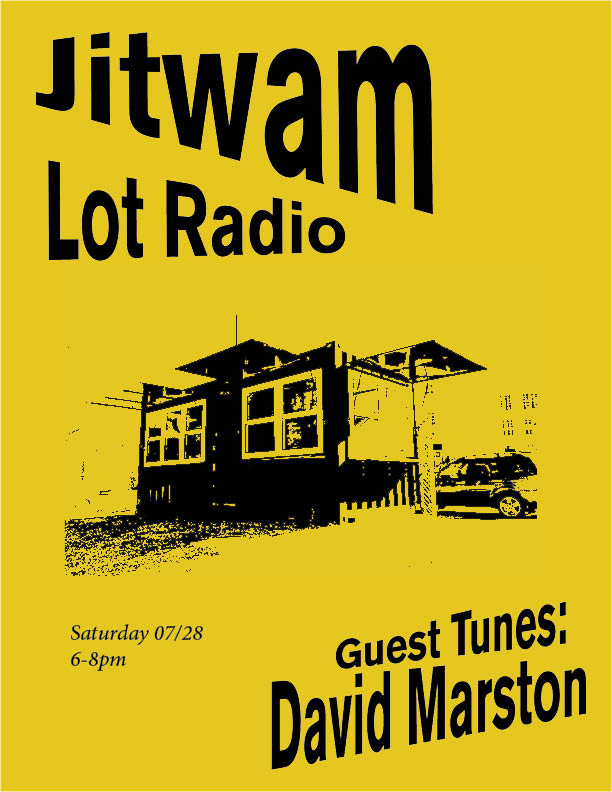 Jitwam
Lot Radio
Saturday 07/28
6-8pm
Guest Tunes:
David Marston